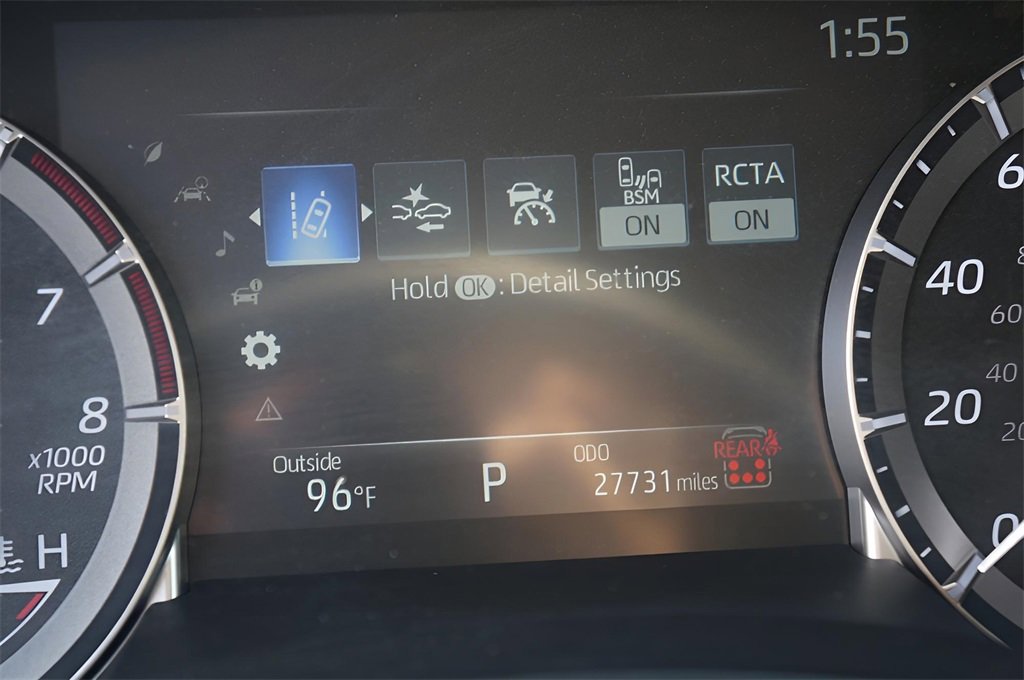 1:55
BSM
ON
RCTA
ON
Hold OK : Detail Settings
7
8
x1000
RPM
H
Outside
96°F
P
ODO
27731 miles
REAR
6
40
60
40
20
20
0